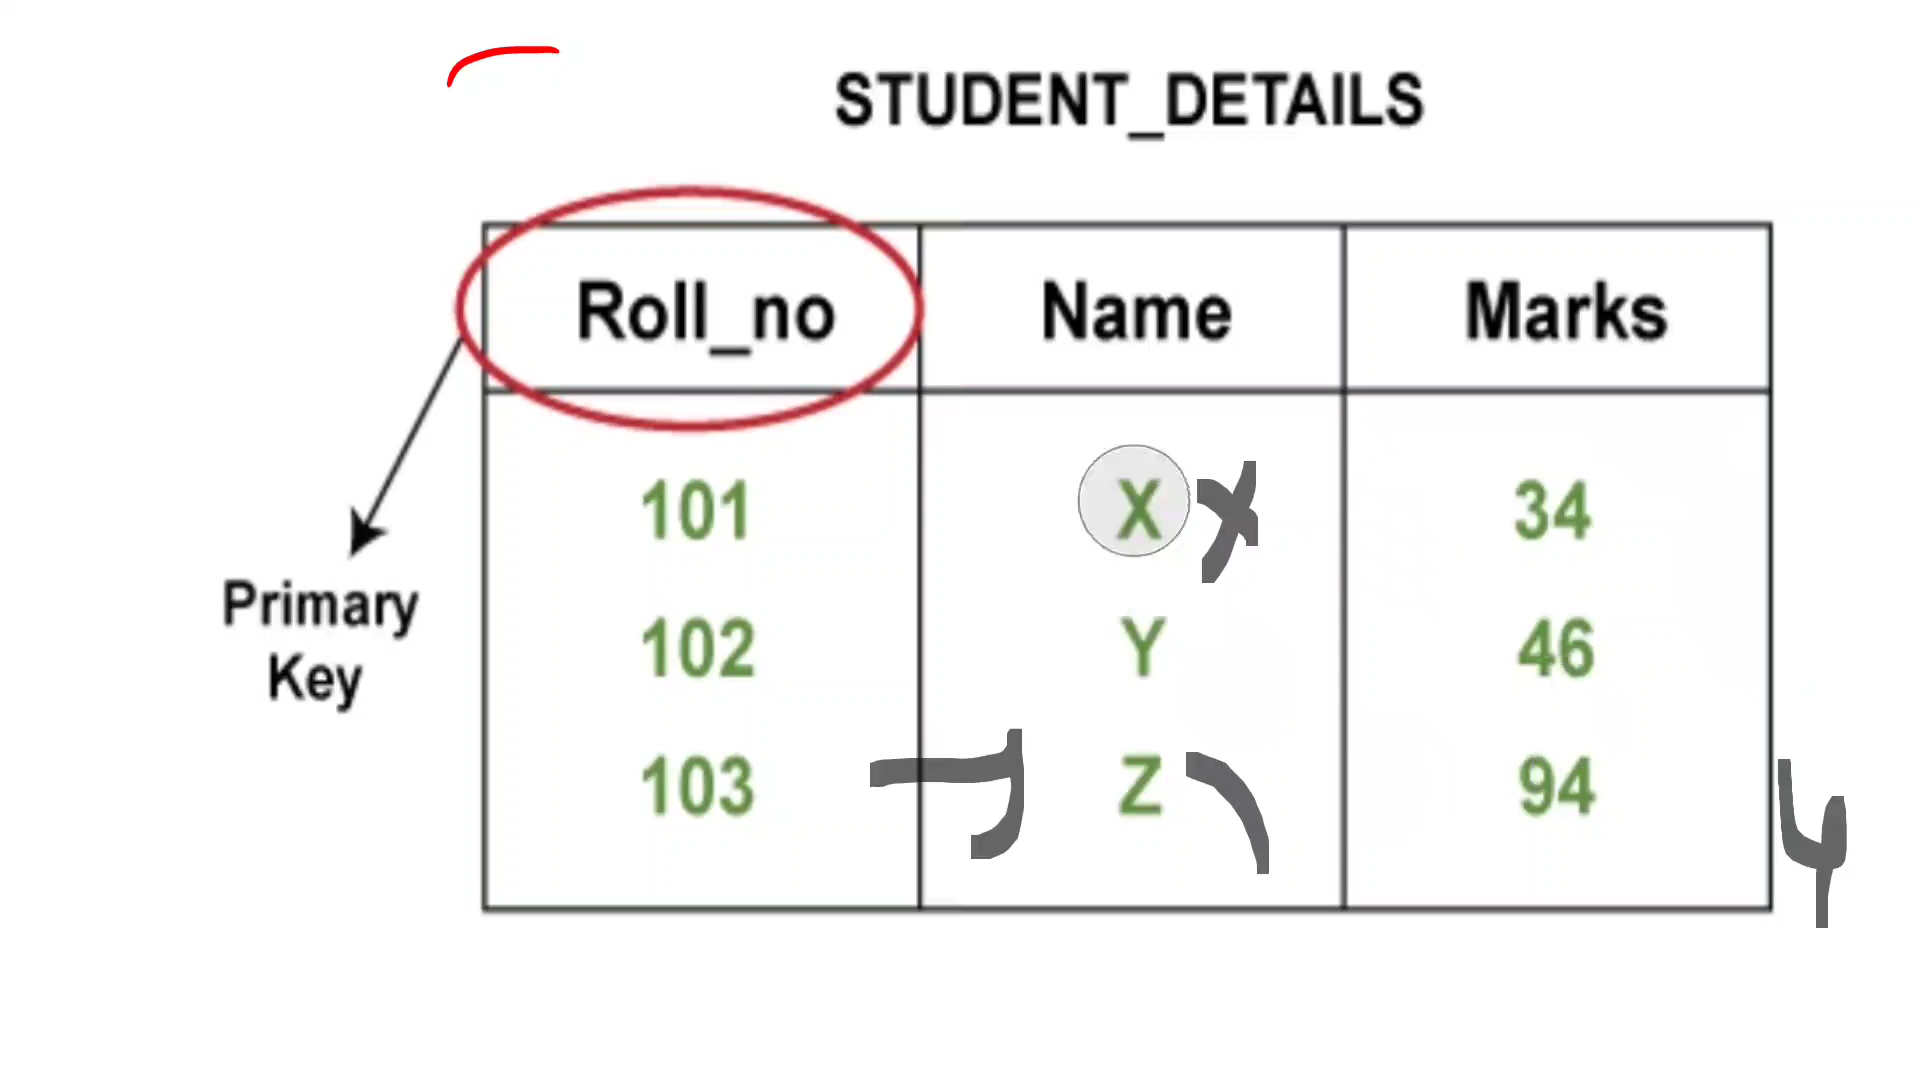 STUDENT_DETAILS
Roll_no Name Marks
101 X x 34
102 Y 46
103 Z 94 y
Primary
Key